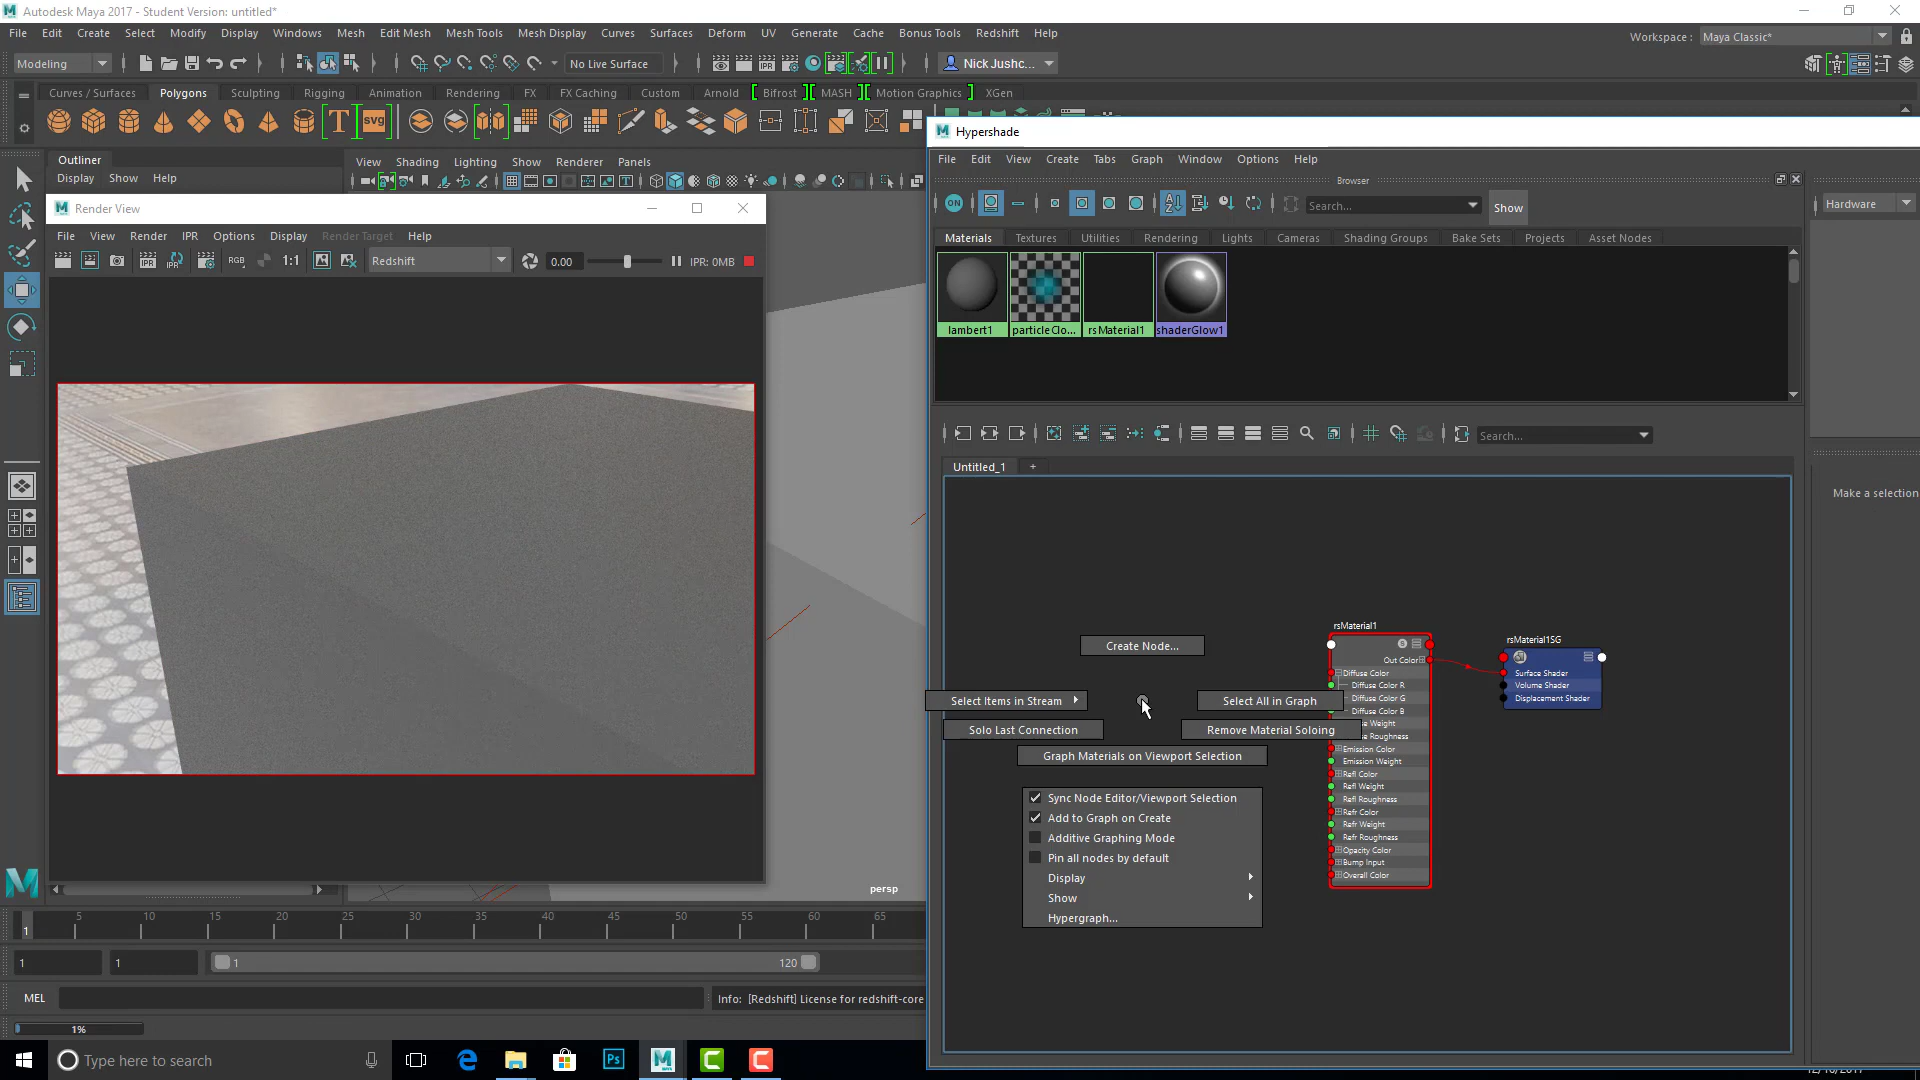 Autodesk Maya 2017 - Student Version: untitled*
File Edit Create Select Modify Display Windows Mesh Edit Mesh Mesh Tools Mesh Display Curves Surfaces Deform UV Generate Cache Bonus Tools Redshift Help
Workspace : Maya Classic*
Modeling
No Live Surface
Nick Jushc...
Curves / Surfaces Polygons Sculpting Rigging Animation Rendering FX FX Caching Custom Arnold Bifrost MASH Motion Graphics XGen
T svg
Outliner
Display Show Help
View Shading Lighting Show Renderer Panels
Render View
File View Render IPR Options Display Render Target Help
IPR RGB 1:1 Redshift 0.00 IPR: 0MB
persp
Hypershade
File Edit View Create Tabs Graph Window Options Help
Browser
ON Search... Show
Hardware
Materials Textures Utilities Rendering Lights Cameras Shading Groups Bake Sets Projects Asset Nodes
lambert1 particleClo... rsMaterial1 shaderGlow1
Search...
Untitled_1 +
Make a selection
Create Node...
Select Items in Stream
Select All in Graph
Solo Last Connection
Remove Material Soloing
Graph Materials on Viewport Selection
Sync Node Editor/Viewport Selection
Add to Graph on Create
Additive Graphing Mode
Pin all nodes by default
Display
Show
Hypergraph...
rsMaterial1
Out Color
Diffuse Color
Diffuse Color R
Diffuse Color G
Diffuse Color B
Weight
Roughness
Emission Color
Emission Weight
Refl Color
Refl Weight
Refl Roughness
Refr Color
Refr Weight
Refr Roughness
Opacity Color
Bump Input
Overall Color
rsMaterial1SG
Surface Shader
Volume Shader
Displacement Shader
5 10 15 20 25 30 35 40 45 50 55 60 65
1
1 1 1 120
MEL
Info: [Redshift] License for redshift-core
1%
Type here to search
Ps